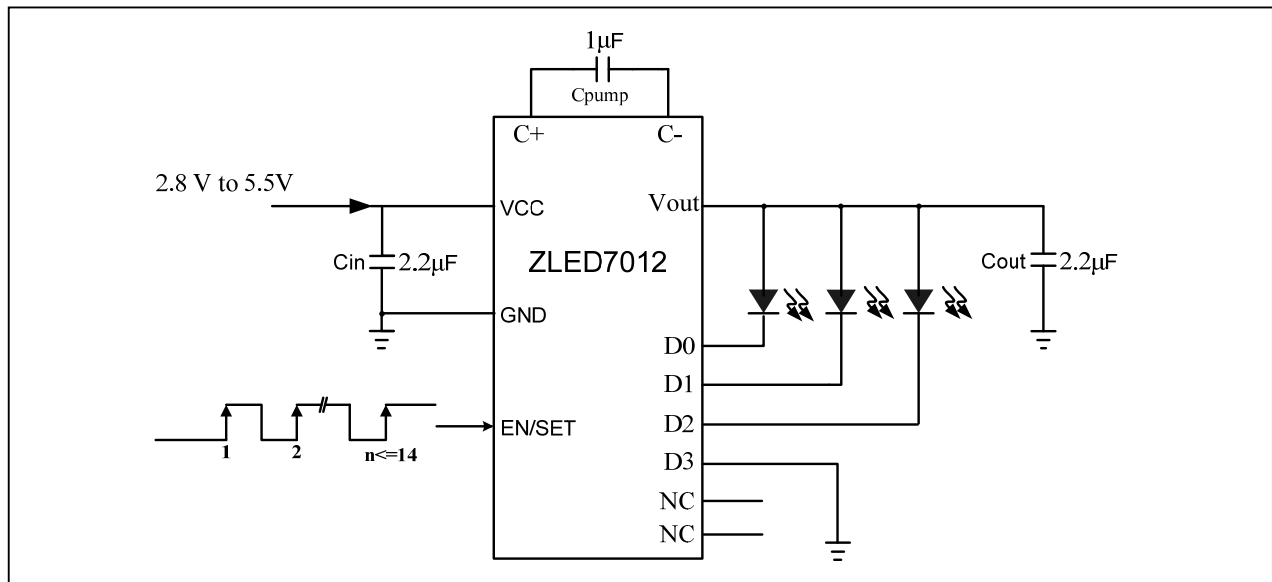 1μF
Cpump
C+
C-
2.8 V to 5.5V
VCC
Vout
Cin
2.2μF
ZLED7012
Cout
2.2μF
GND
D0
D1
EN/SET
D2
1
2
n<=14
D3
NC
NC